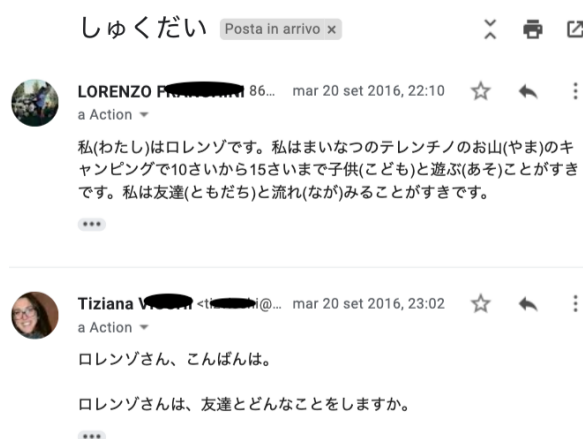 しゅくだい Posta in arrivo ×
LORENZO 86… mar 20 set 2016, 22:10
a Action
私(わたし)はロレンゾです。私はまいなつのテレンチノのお山(やま)のキ
ャンピングで10さいから15さいまで子供(こども)と遊ぶ(あそ)ことがすき
です。私は友達(ともだち)と流れ(なが)みることがすきです。
Tiziana mar 20 set 2016, 23:02
a Action
ロレンゾさん、こんばんは。
ロレンゾさんは、友達とどんなことをしますか。